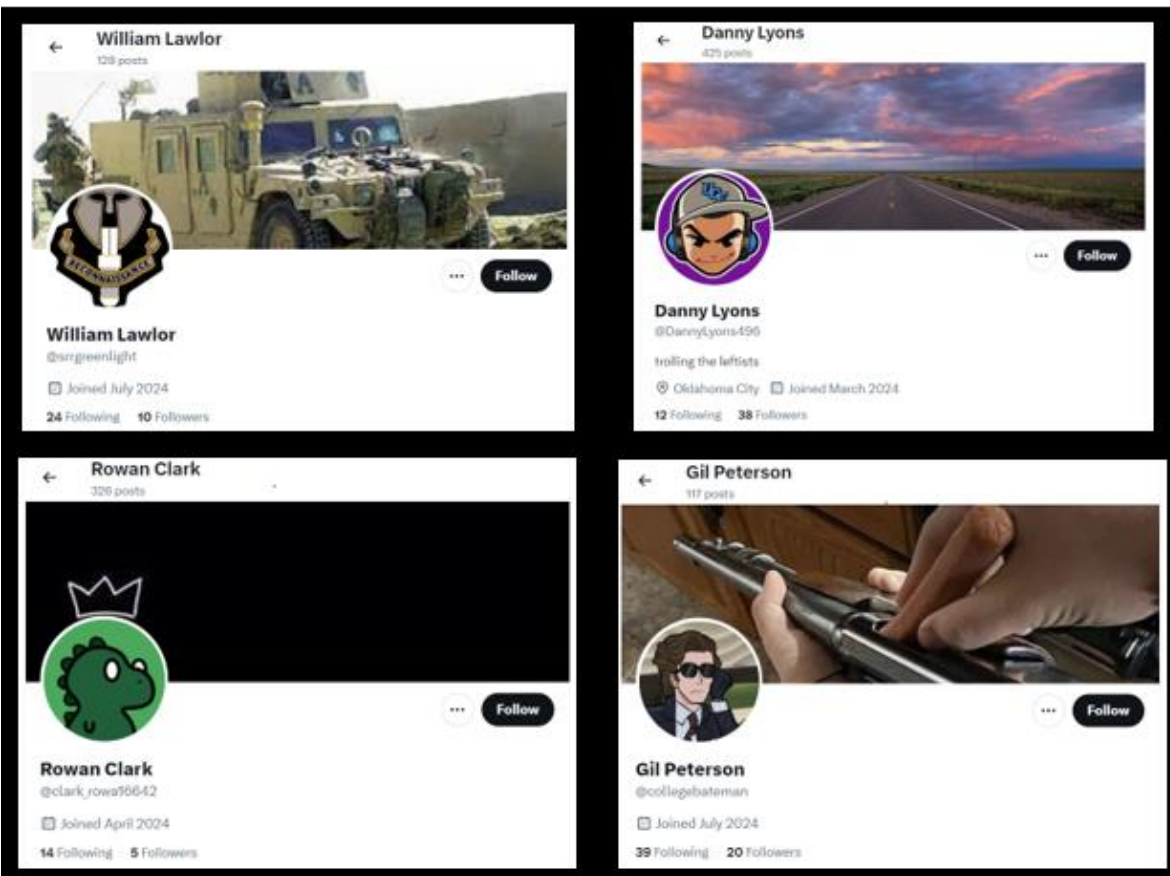 William Lawlor
128 posts
RECONNAISSANCE
Follow
William Lawlor
@srrgreenlight
Joined July 2024
24 Following 10 Followers
Danny Lyons
425 posts
Follow
Danny Lyons
@DannyLyons496
trolling the leftists
Oklahoma City Joined March 2024
12 Following 38 Followers
Rowan Clark
326 posts
Follow
Rowan Clark
@clark_rowa16642
Joined April 2024
14 Following 5 Followers
Gil Peterson
117 posts
Follow
Gil Peterson
@collegebateman
Joined July 2024
39 Following 20 Followers